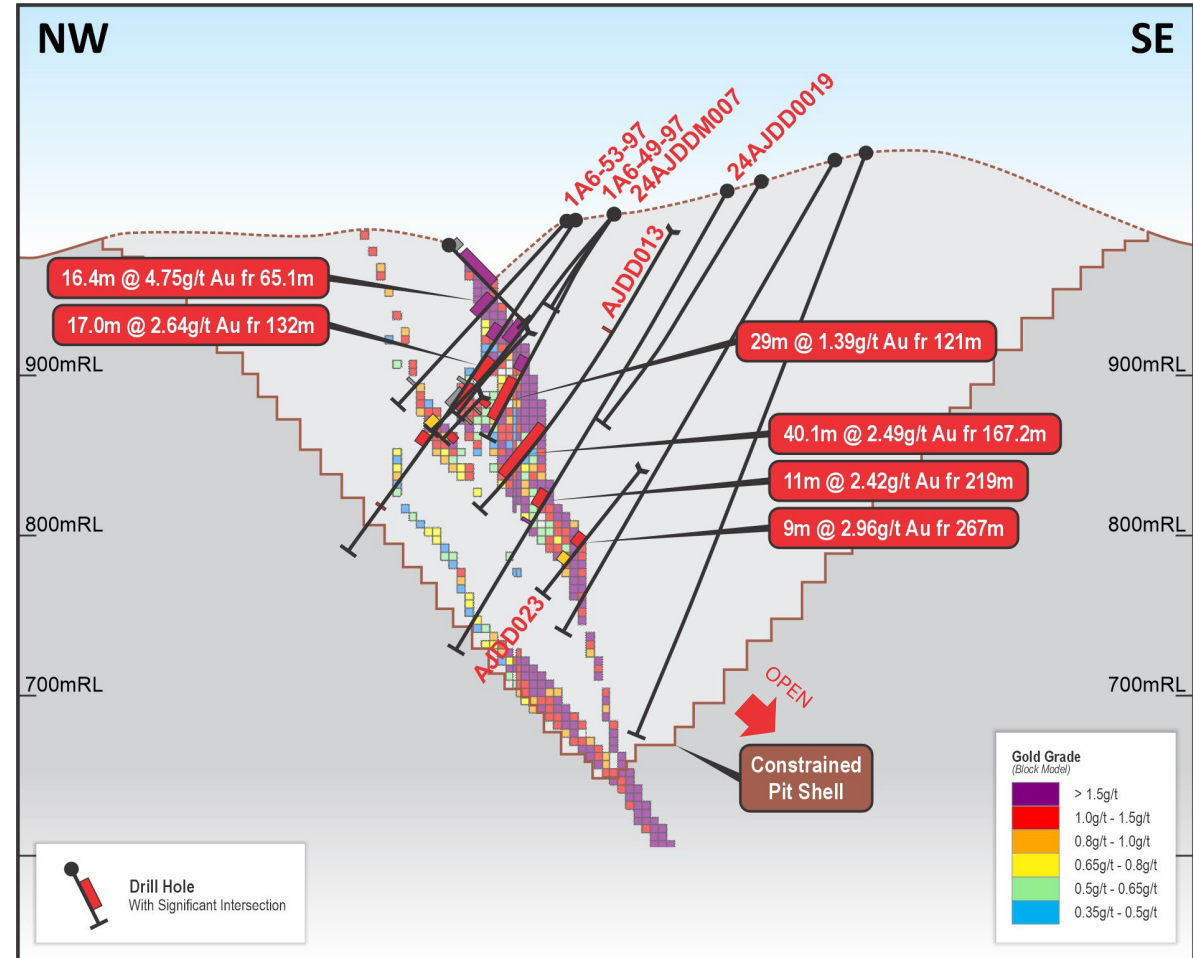 NW
SE
1A6-53-97
1A6-49-97
24AJDDM007
24AJDD0019
AJDD013
16.4m @ 4.75g/t Au fr 65.1m
17.0m @ 2.64g/t Au fr 132m
29m @ 1.39g/t Au fr 121m
900mRL
900mRL
40.1m @ 2.49g/t Au fr 167.2m
11m @ 2.42g/t Au fr 219m
9m @ 2.96g/t Au fr 267m
800mRL
800mRL
AJDD023
700mRL
700mRL
OPEN
Constrained
Pit Shell
Gold Grade
(Block Model)
> 1.5g/t
1.0g/t - 1.5g/t
0.8g/t - 1.0g/t
0.65g/t - 0.8g/t
0.5g/t - 0.65g/t
0.35g/t - 0.5g/t
Drill Hole
With Significant Intersection